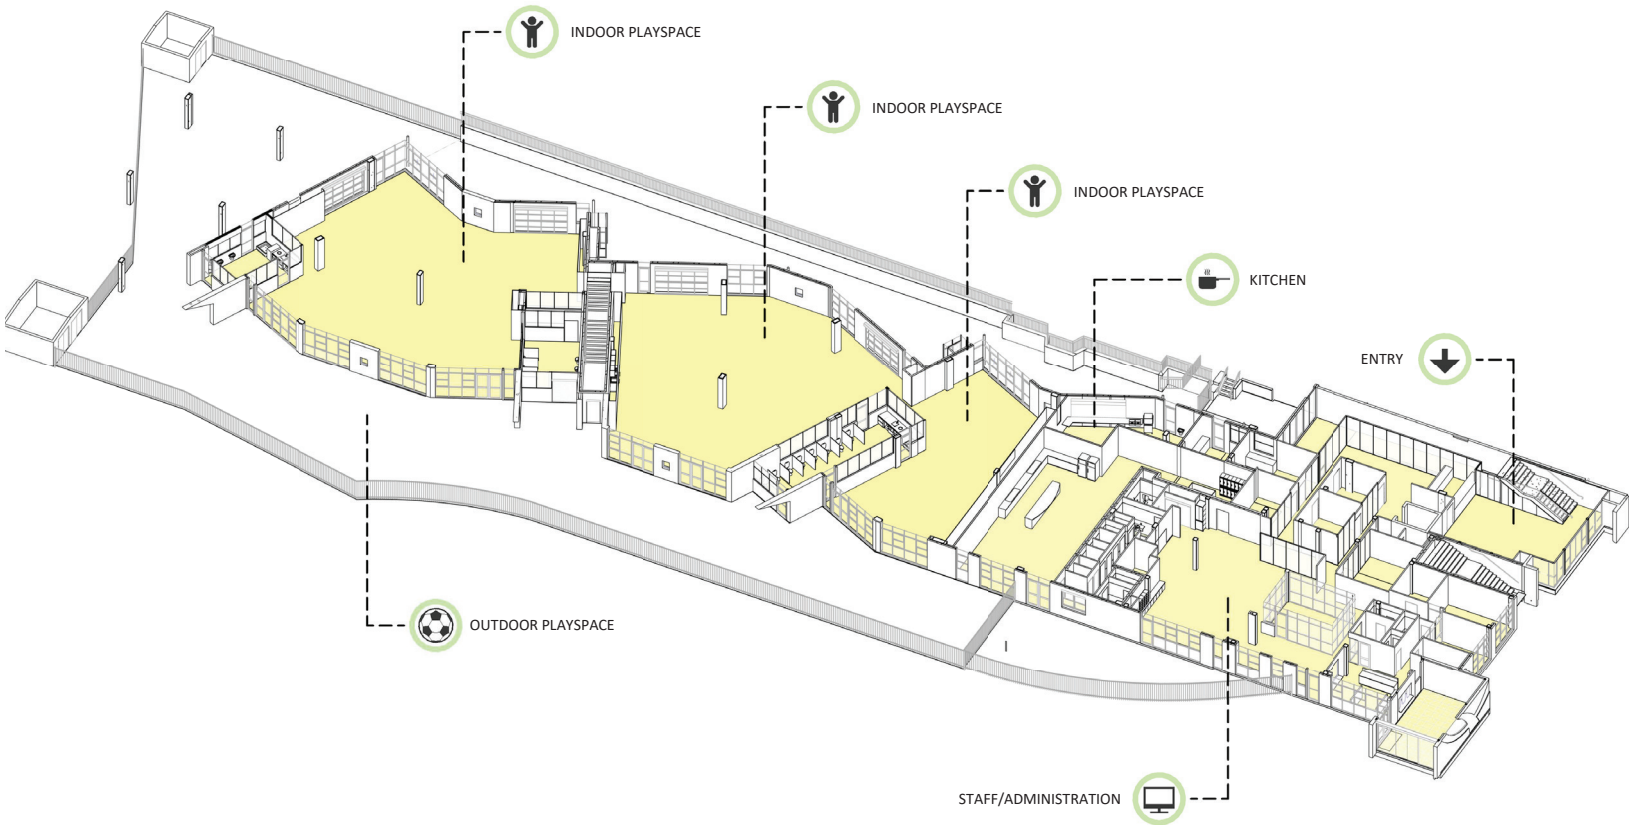 INDOOR PLAYSPACE
INDOOR PLAYSPACE
INDOOR PLAYSPACE
KITCHEN
ENTRY
OUTDOOR PLAYSPACE
STAFF/ADMINISTRATION